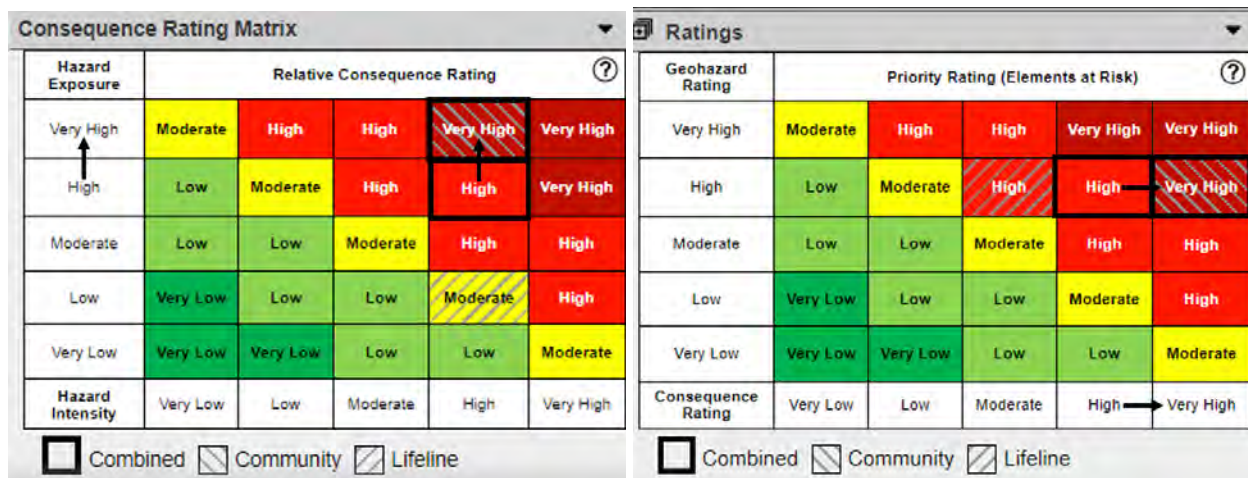 Consequence Rating Matrix
Hazard Exposure
Relative Consequence Rating ?
Very High Moderate High High Very High Very High
High Low Moderate High High Very High
Moderate Low Low Moderate High High
Low Very Low Low Low Moderate High
Very Low Very Low Very Low Low Low Moderate
Hazard Intensity
Very Low Low Moderate High Very High
Combined Community Lifeline
Ratings
Geohazard Rating
Priority Rating (Elements at Risk) ?
Very High Moderate High High Very High Very High
High Low Moderate High High Very High
Moderate Low Low Moderate High High
Low Very Low Low Low Moderate High
Very Low Very Low Very Low Low Low Moderate
Consequence Rating
Very Low Low Moderate High Very High
Combined Community Lifeline